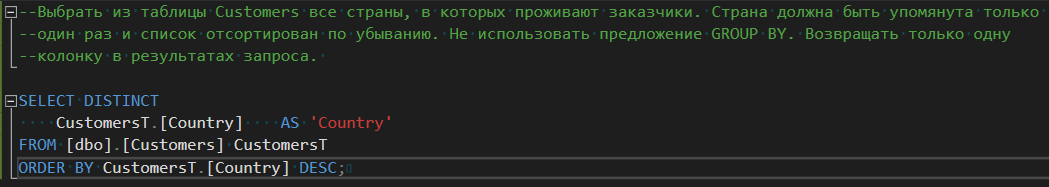 --Выбрать из таблицы Customers все страны, в которых проживают заказчики. Страна должна быть упомянута только
--один раз и список отсортирован по убыванию. Не использовать предложение GROUP BY. Возвращать только одну
--колонку в результатах запроса.
SELECT DISTINCT
CustomersT.[Country] AS 'Country'
FROM [dbo].[Customers] CustomersT
ORDER BY CustomersT.[Country] DESC;